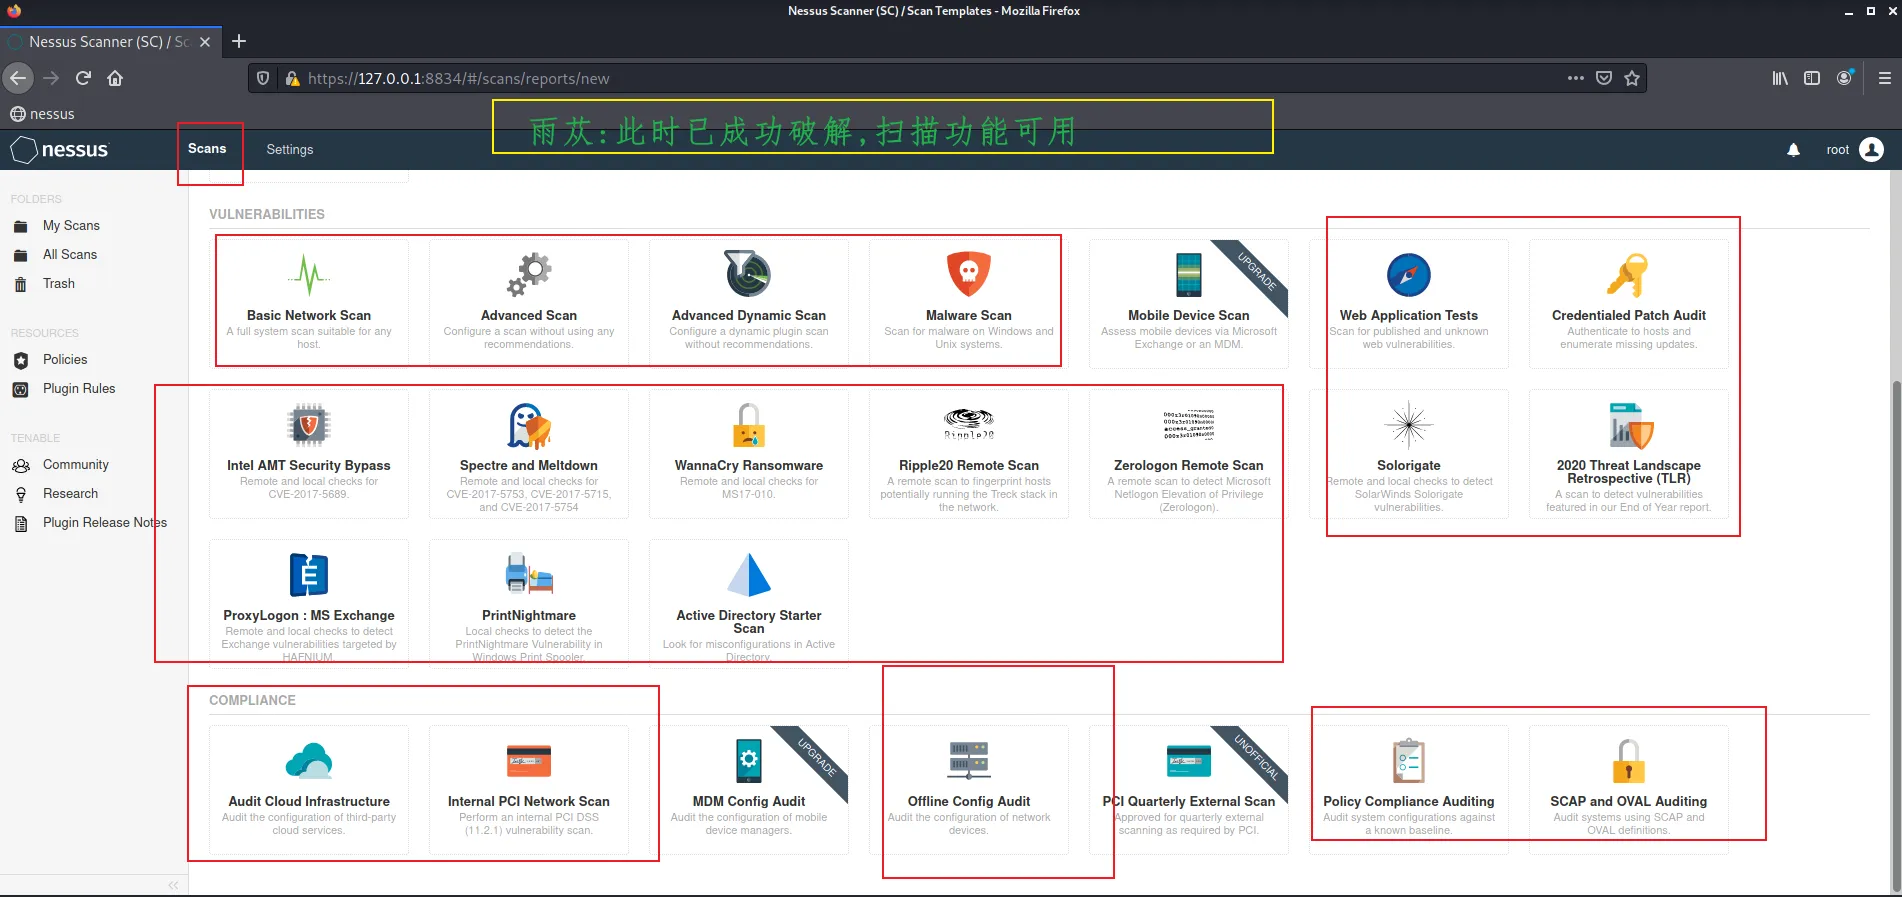 Nessus Scanner (SC) / Scan Templates - Mozilla Firefox
Nessus Scanner (SC) / Sc
https://127.0.0.1:8834/#/scans/reports/new
nessus
雨苁:此时已成功破解,扫描功能可用
nessus
Scans
Settings
root
FOLDERS
My Scans
All Scans
Trash
RESOURCES
Policies
Plugin Rules
TENABLE
Community
Research
Plugin Release Notes
VULNERABILITIES
Basic Network Scan
A full system scan suitable for any
host.
Advanced Scan
Configure a scan without using any
recommendations.
Advanced Dynamic Scan
Configure a dynamic plugin scan
without recommendations.
Malware Scan
Scan for malware on Windows and
Unix systems.
UPGRADE
Mobile Device Scan
Assess mobile devices via Microsoft
Exchange or an MDM.
Web Application Tests
Scan for published and unknown
web vulnerabilities.
Credentialed Patch Audit
Authenticate to hosts and
enumerate missing updates.
Intel AMT Security Bypass
Remote and local checks for
CVE-2017-5689.
Spectre and Meltdown
Remote and local checks for
CVE-2017-5753, CVE-2017-5715,
and CVE-2017-5754
WannaCry Ransomware
Remote and local checks for
MS17-010.
Ripple20
Ripple20 Remote Scan
A remote scan to fingerprint hosts
potentially running the Treck stack in
the network.
Zerologon Remote Scan
A remote scan to detect Microsoft
Netlogon Elevation of Privilege
(Zerologon).
Solorigate
Remote and local checks to detect
SolarWinds Solorigate
vulnerabilities.
2020 Threat Landscape
Retrospective (TLR)
A scan to detect vulnerabilities
featured in our End of Year report.
E
ProxyLogon : MS Exchange
Remote and local checks to detect
Exchange vulnerabilities targeted by
HAFNIUM.
PrintNightmare
Local checks to detect the
PrintNightmare Vulnerability in
Windows Print Spooler.
Active Directory Starter
Scan
Look for misconfigurations in Active
Directory.
COMPLIANCE
Audit Cloud Infrastructure
Audit the configuration of third-party
cloud services.
Internal PCI Network Scan
Perform an internal PCI DSS
(11.2.1) vulnerability scan.
UPGRADE
MDM Config Audit
Audit the configuration of mobile
device managers.
Offline Config Audit
Audit the configuration of network
devices.
UNOFFICIAL
PCI Quarterly External Scan
Approved for quarterly external
scanning as required by PCI.
Policy Compliance Auditing
Audit system configurations against
a known baseline.
SCAP and OVAL Auditing
Audit systems using SCAP and
OVAL definitions.